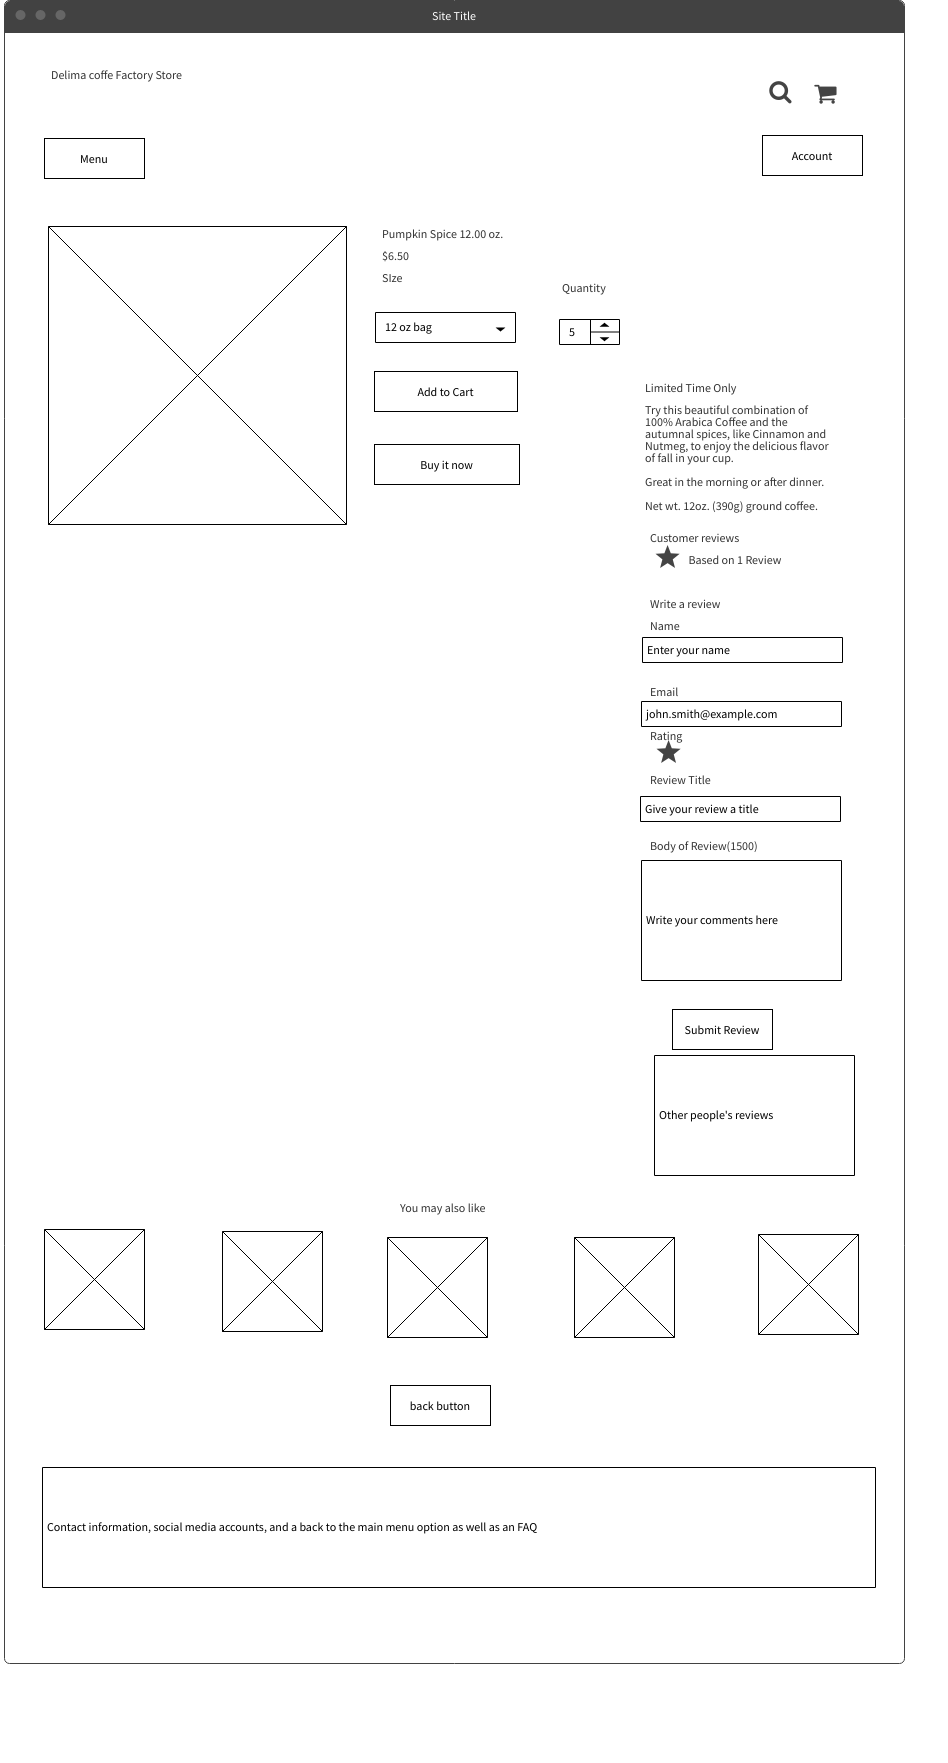 Site Title
Delima coffe Factory Store
Menu
Account
Pumpkin Spice 12.00 oz.
$6.50
SIze
Quantity
12 oz bag
5
Add to Cart
Buy it now
Limited Time Only
Try this beautiful combination of
100% Arabica Coffee and the
autumnal spices, like Cinnamon and
Nutmeg, to enjoy the delicious flavor
of fall in your cup.
Great in the morning or after dinner.
Net wt. 12oz. (390g) ground coffee.
Customer reviews
Based on 1 Review
Write a review
Name
Enter your name
Email
john.smith@example.com
Rating
Review Title
Give your review a title
Body of Review(1500)
Write your comments here
Submit Review
Other people's reviews
You may also like
back button
Contact information, social media accounts, and a back to the main menu option as well as an FAQ